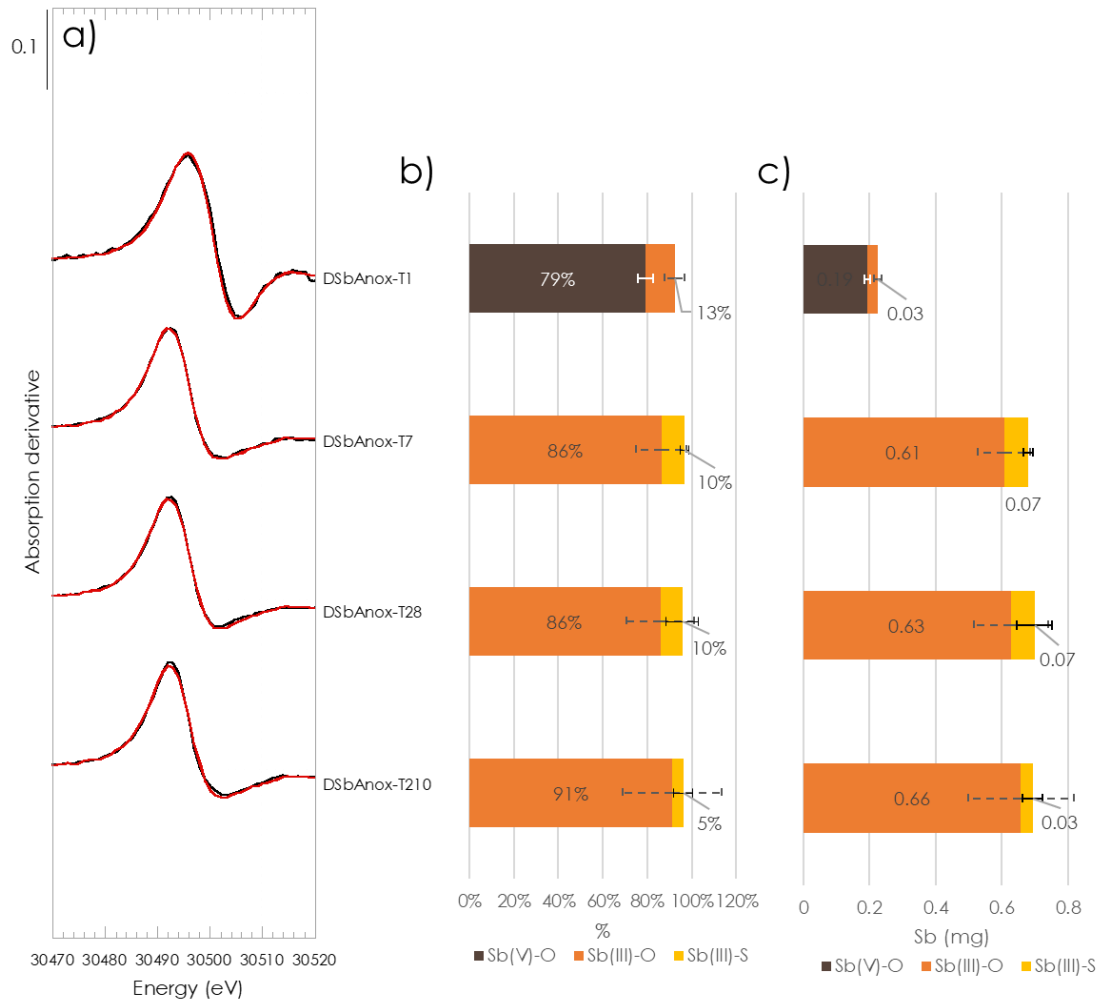 a)
0.1
DSbAnox-T1
DSbAnox-T7
DSbAnox-T28
DSbAnox-T210
Absorption derivative
30470 30480 30490 30500 30510 30520
Energy (eV)
b)
79%
13%
86%
10%
86%
10%
91%
5%
0% 20% 40% 60% 80% 100% 120%
%
Sb(V)-O Sb(III)-O Sb(III)-S
c)
0.19
0.03
0.61
0.07
0.63
0.07
0.66
0.03
0 0.2 0.4 0.6 0.8
Sb (mg)
Sb(V)-O Sb(III)-O Sb(III)-S